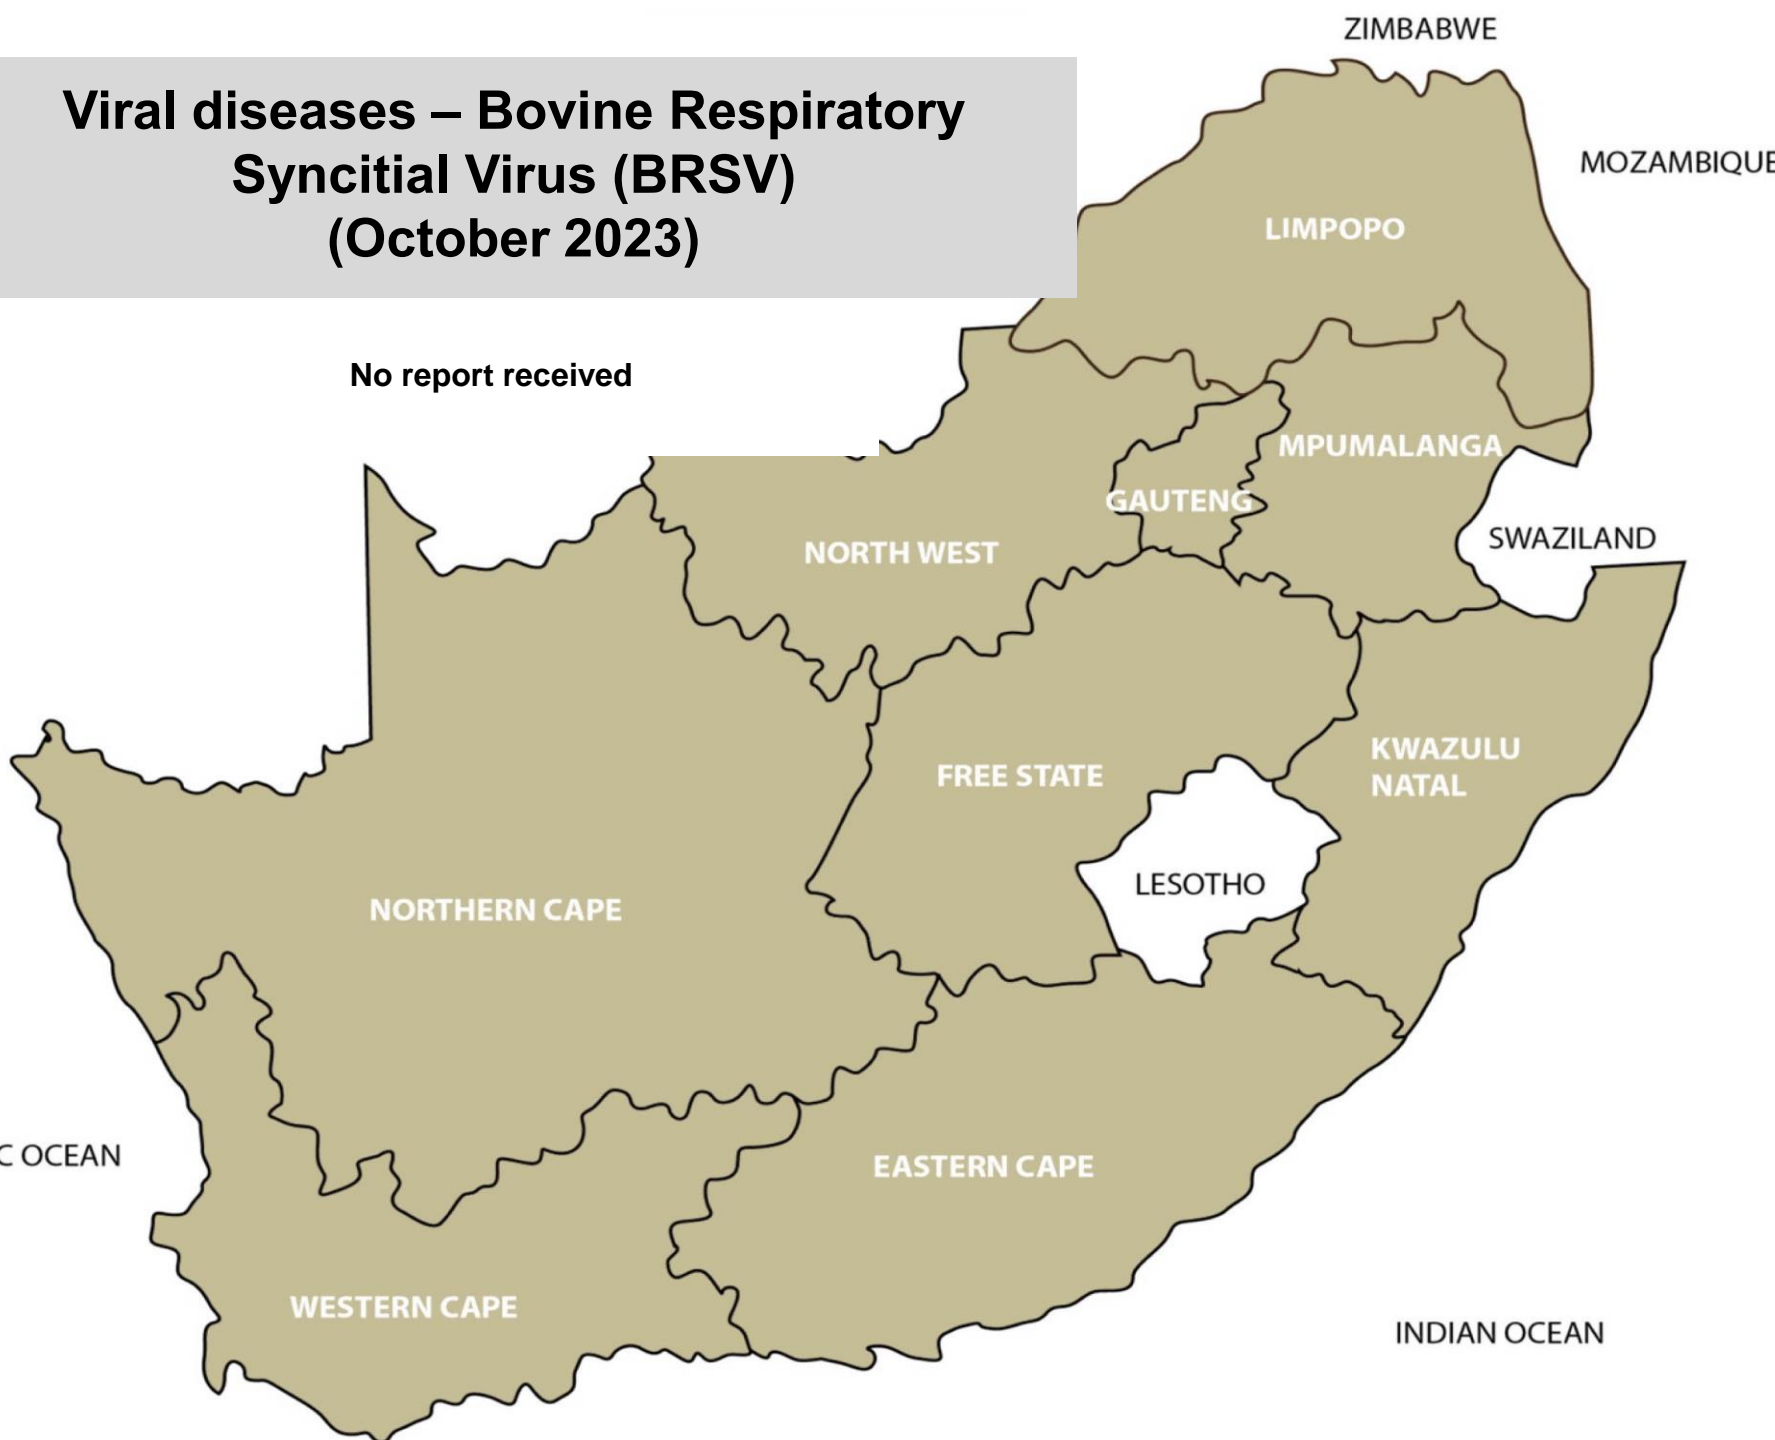 ZIMBABWE
Viral diseases – Bovine Respiratory
Syncitial Virus (BRSV)
(October 2023)
MOZAMBIQUE
LIMPOPO
No report received
MPUMALANGA
GAUTENG
SWAZILAND
NORTH WEST
KWAZULU
NATAL
FREE STATE
LESOTHO
NORTHERN CAPE
C OCEAN
EASTERN CAPE
WESTERN CAPE
INDIAN OCEAN